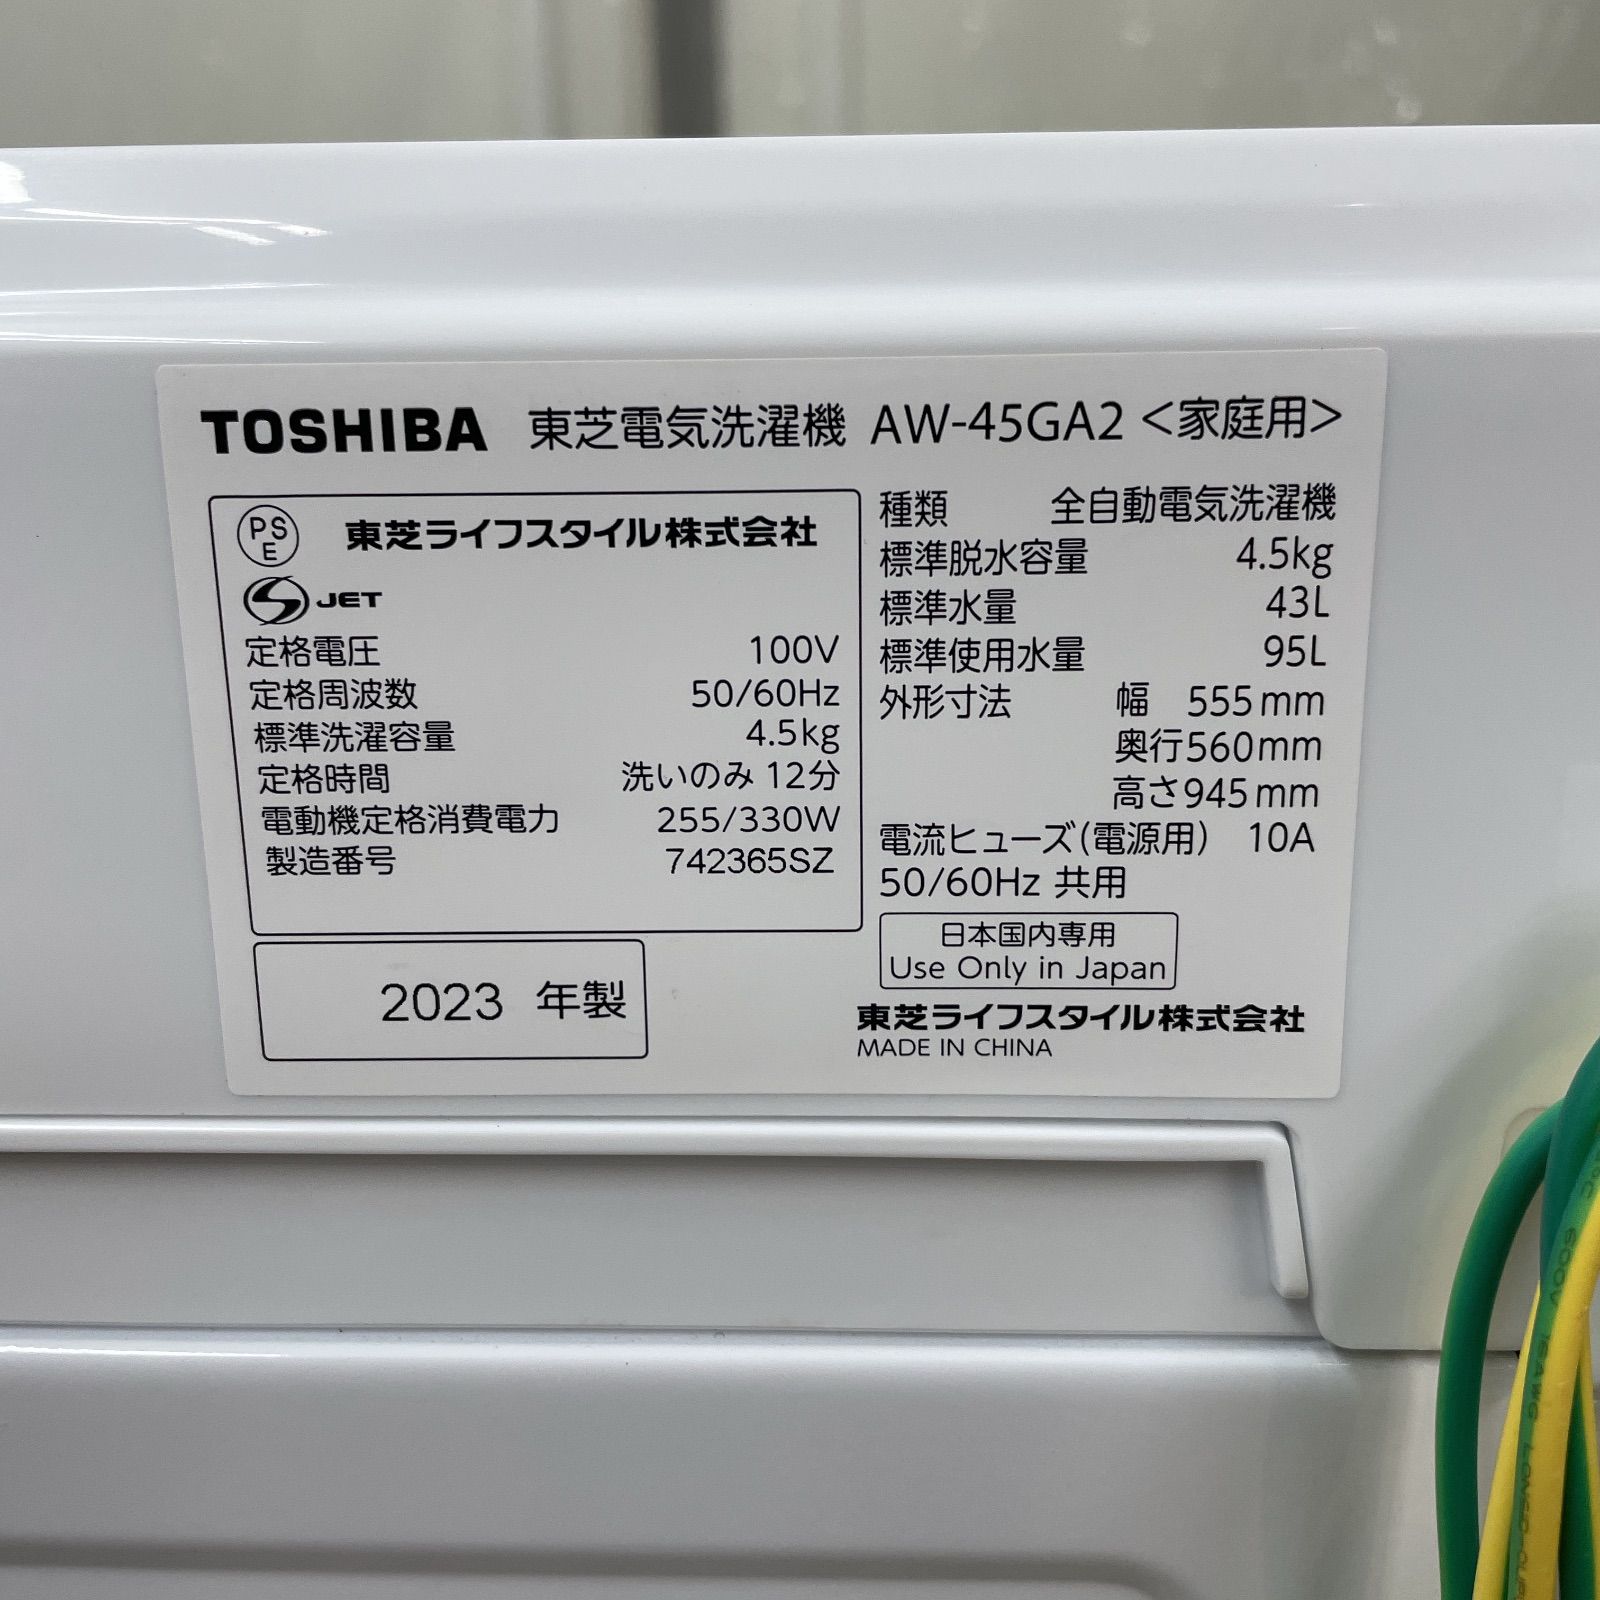 TOSHIBA 東芝電気洗濯機 AW-45GA2 <家庭用>
PSE 東芝ライフスタイル株式会社
S JET
定格電圧 100V
定格周波数 50/60Hz
標準洗濯容量 4.5kg
定格時間 洗いのみ 12分
電動機定格消費電力 255/330W
製造番号 742365SZ
2023 年製
種類 全自動電気洗濯機
標準脱水容量 4.5kg
標準水量 43L
標準使用水量 95L
外形寸法 幅 555mm
奥行560mm
高さ945mm
電流ヒューズ(電源用) 10A
50/60Hz 共用
日本国内専用
Use Only in Japan
東芝ライフスタイル株式会社
MADE IN CHINA
600V